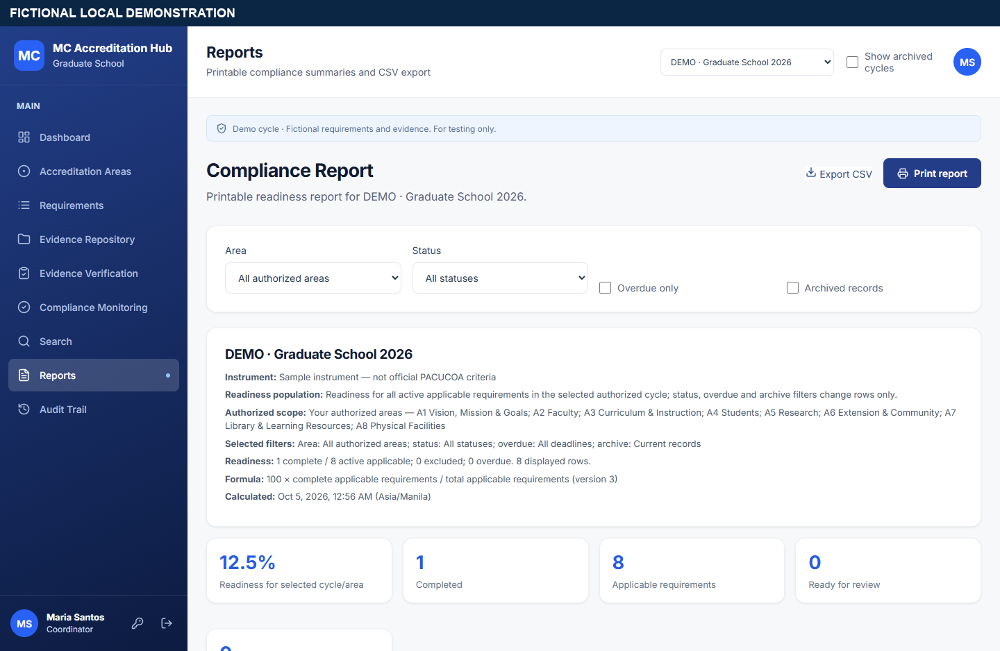 FICTIONAL LOCAL DEMONSTRATION
MC
MC Accreditation Hub
Graduate School
MAIN
Dashboard
Accreditation Areas
Requirements
Evidence Repository
Evidence Verification
Compliance Monitoring
Search
Reports
Audit Trail
MS
Maria Santos
Coordinator
Reports
Printable compliance summaries and CSV export
DEMO · Graduate School 2026
Show archived
cycles
MS
Demo cycle · Fictional requirements and evidence. For testing only.
Compliance Report
Printable readiness report for DEMO · Graduate School 2026.
Export CSV
Print report
Area
All authorized areas
Status
All statuses
Overdue only
Archived records
DEMO · Graduate School 2026
Instrument: Sample instrument — not official PACUCOA criteria
Readiness population: Readiness for all active applicable requirements in the selected authorized cycle; status, overdue and archive filters change rows only.
Authorized scope: Your authorized areas — A1 Vision, Mission & Goals; A2 Faculty; A3 Curriculum & Instruction; A4 Students; A5 Research; A6 Extension & Community; A7
Library & Learning Resources; A8 Physical Facilities
Selected filters: Area: All authorized areas; status: All statuses; overdue: All deadlines; archive: Current records
Readiness: 1 complete / 8 active applicable; 0 excluded; 0 overdue. 8 displayed rows.
Formula: 100 × complete applicable requirements / total applicable requirements (version 3)
Calculated: Oct 5, 2026, 12:56 AM (Asia/Manila)
12.5%
Readiness for selected cycle/area
1
Completed
8
Applicable requirements
0
Ready for review